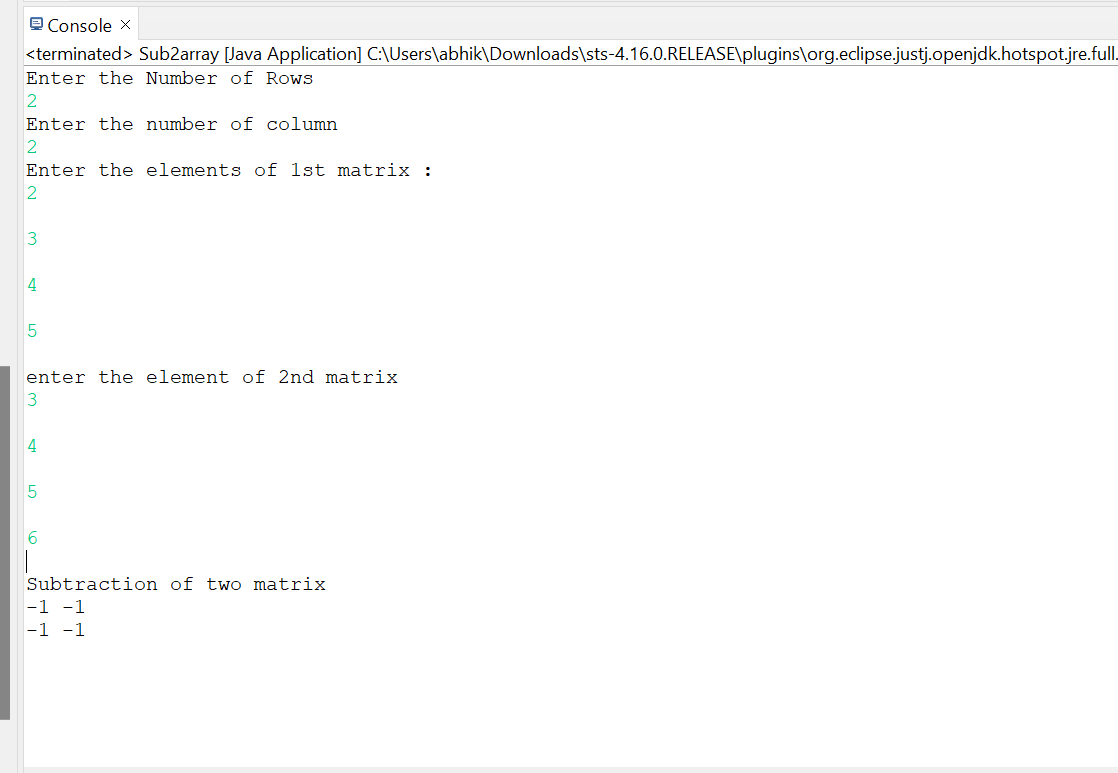 Console
<terminated> Sub2array [Java Application] C:\Users\abhik\Downloads\sts-4.16.0.RELEASE\plugins\org.eclipse.justj.openjdk.hotspot.jre.full.
Enter the Number of Rows
2
Enter the number of column
2
Enter the elements of 1st matrix :
2
3
4
5
enter the element of 2nd matrix
3
4
5
6
Subtraction of two matrix
-1 -1
-1 -1